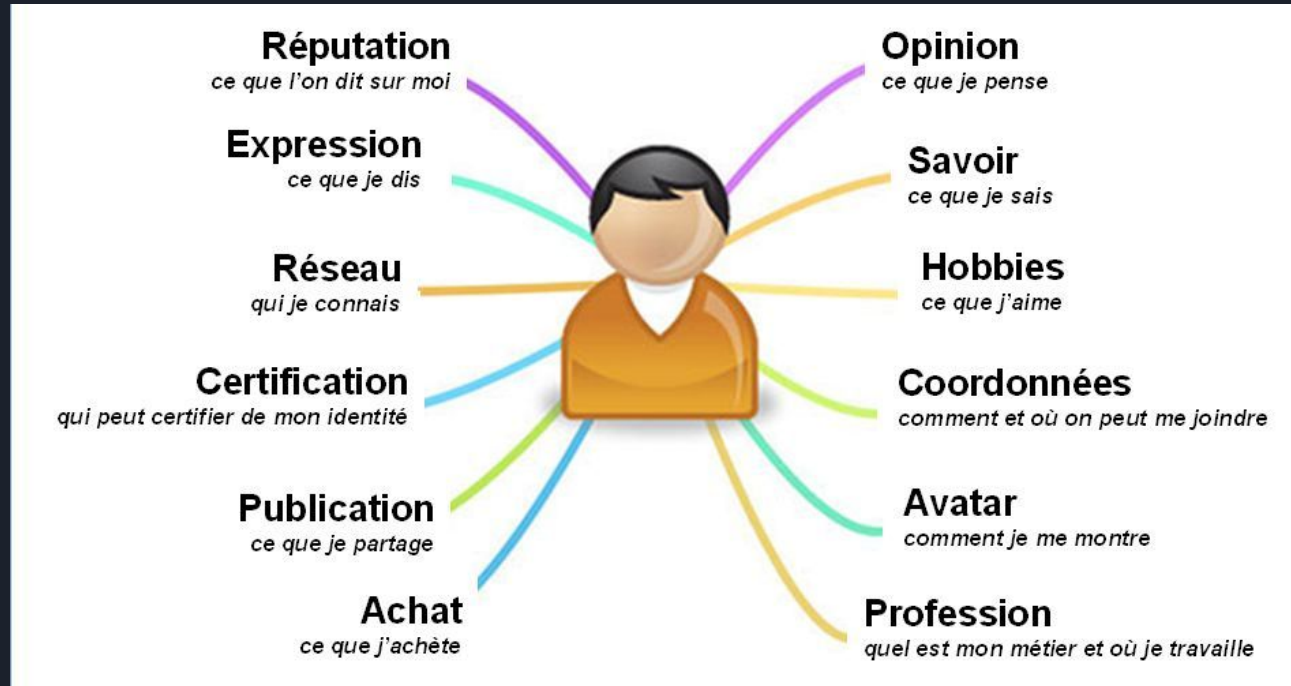 Réputation
ce que l'on dit sur moi
Expression
ce que je dis
Réseau
qui je connais
Certification
qui peut certifier de mon identité
Publication
ce que je partage
Achat
ce que j'achète
Opinion
ce que je pense
Savoir
ce que je sais
Hobbies
ce que j'aime
Coordonnées
comment et où on peut me joindre
Avatar
comment je me montre
Profession
quel est mon métier et où je travaille